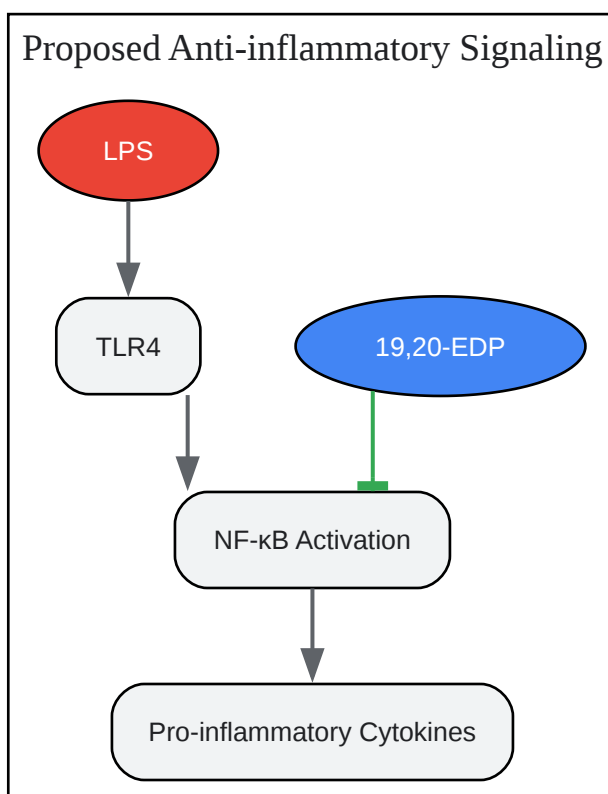 Proposed Anti-inflammatory Signaling
LPS
TLR4
19,20-EDP
NF-κB Activation
Pro-inflammatory Cytokines